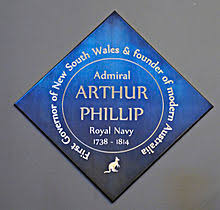 First Governor of New South Wales & founder of modern Australia
Admiral
ARTHUR
PHILLIP
Royal Navy
1738 - 1814